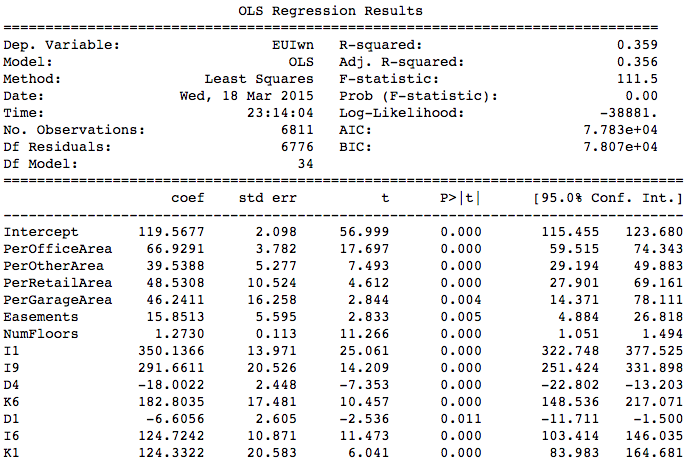 OLS Regression Results
==============================================================================
Dep. Variable: EUIwn R-squared: 0.359
Model: OLS Adj. R-squared: 0.356
Method: Least Squares F-statistic: 111.5
Date: Wed, 18 Mar 2015 Prob (F-statistic): 0.00
Time: 23:14:04 Log-Likelihood: -38881.
No. Observations: 6811 AIC: 7.783e+04
Df Residuals: 6776 BIC: 7.807e+04
Df Model: 34
==============================================================================
coef std err t P>|t| [95.0% Conf. Int.]
------------------------------------------------------------------------------
Intercept 119.5677 2.098 56.999 0.000 115.455 123.680
PerOfficeArea 66.9291 3.782 17.697 0.000 59.515 74.343
PerOtherArea 39.5388 5.277 7.493 0.000 29.194 49.883
PerRetailArea 48.5308 10.524 4.612 0.000 27.901 69.161
PerGarageArea 46.2411 16.258 2.844 0.004 14.371 78.111
Easements 15.8513 5.595 2.833 0.005 4.884 26.818
NumFloors 1.2730 0.113 11.266 0.000 1.051 1.494
I1 350.1366 13.971 25.061 0.000 322.748 377.525
I9 291.6611 20.526 14.209 0.000 251.424 331.898
D4 -18.0022 2.448 -7.353 0.000 -22.802 -13.203
K6 182.8035 17.481 10.457 0.000 148.536 217.071
D1 -6.6056 2.605 -2.536 0.011 -11.711 -1.500
I6 124.7242 10.871 11.473 0.000 103.414 146.035
K1 124.3322 20.583 6.041 0.000 83.983 164.681